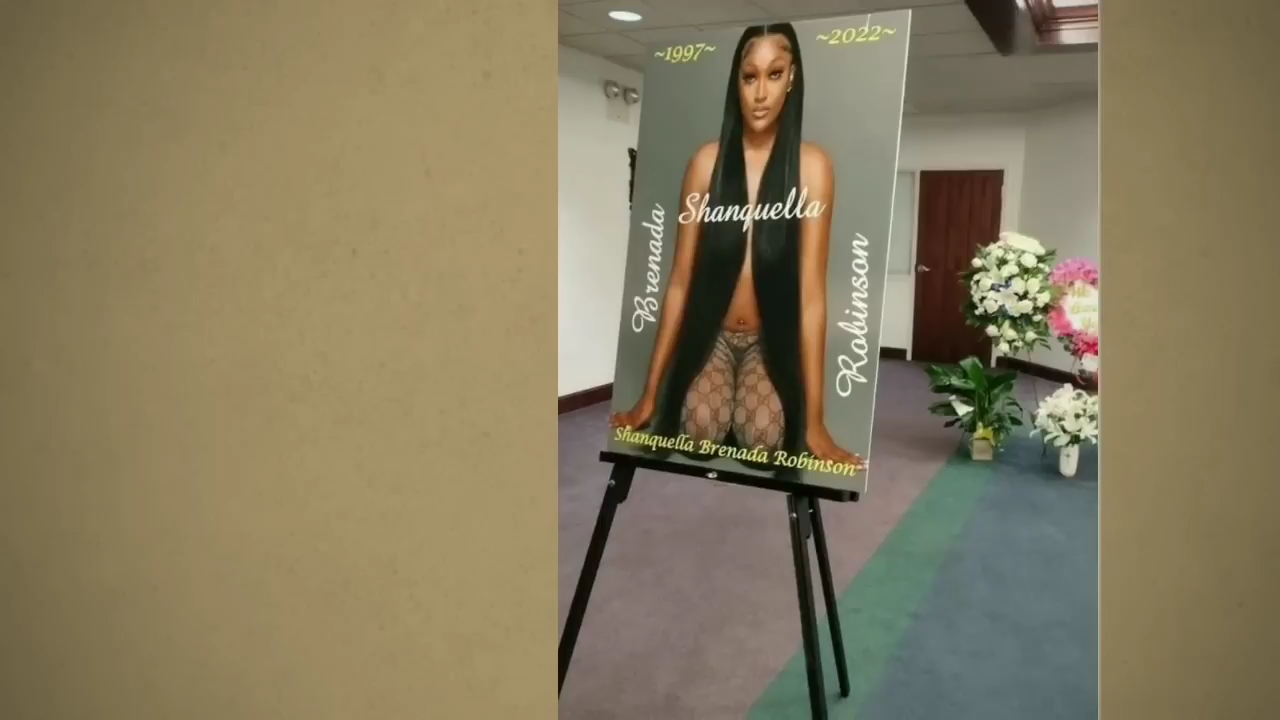 ~1997~
~2022~
Shanquella
Brenada
Robinson
Shanquella Brenada Robinson